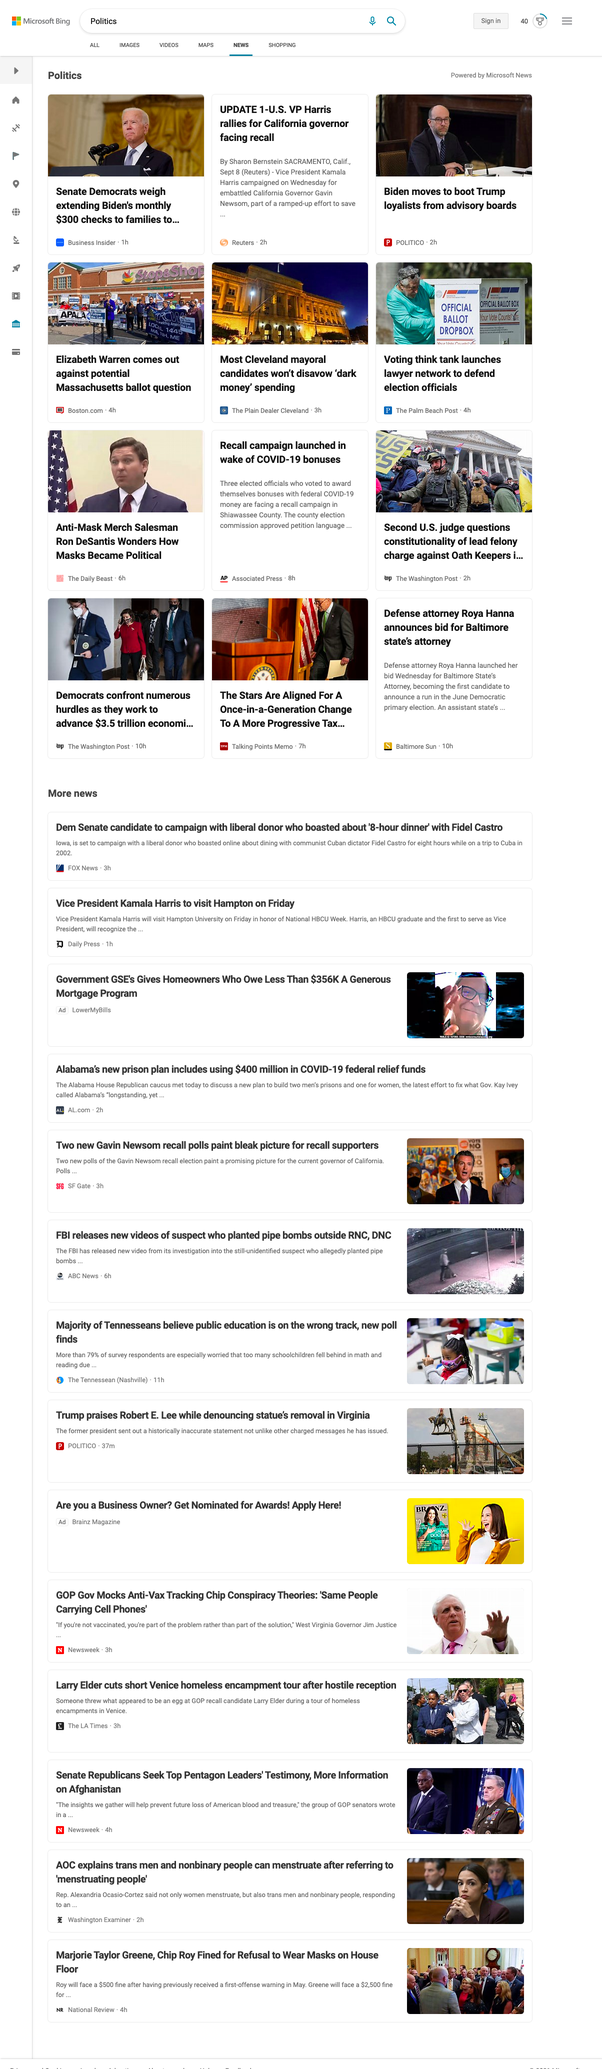 Microsoft Bing
Politics
Sign in
40
ALL IMAGES VIDEOS MAPS NEWS SHOPPING
Politics
Powered by Microsoft News
Senate Democrats weigh
extending Biden's monthly
$300 checks to families to...
Business Insider · 1h
UPDATE 1-U.S. VP Harris
rallies for California governor
facing recall
By Sharon Bernstein SACRAMENTO, Calif.,
Sept 8 (Reuters) - Vice President Kamala
Harris campaigned on Wednesday for
embattled California Governor Gavin
Newsom, part of a ramped-up effort to save
...
Reuters · 2h
Biden moves to boot Trump
loyalists from advisory boards
POLITICO · 2h
Elizabeth Warren comes out
against potential
Massachusetts ballot question
Boston.com · 4h
Most Cleveland mayoral
candidates won't disavow 'dark
money' spending
The Plain Dealer Cleveland · 3h
OFFICIAL
BALLOT
DROPBOX
OFFICIAL
BALLOT BOX
Voting think tank launches
lawyer network to defend
election officials
The Palm Beach Post · 4h
Anti-Mask Merch Salesman
Ron DeSantis Wonders How
Masks Became Political
The Daily Beast · 6h
Recall campaign launched in
wake of COVID-19 bonuses
Three elected officials who voted to award
themselves bonuses with federal COVID-19
money are facing a recall campaign in
Shiawassee County. The county election
commission approved petition language ...
AP Associated Press · 8h
Second U.S. judge questions
constitutionality of lead felony
charge against Oath Keepers i...
wp The Washington Post · 2h
Democrats confront numerous
hurdles as they work to
advance $3.5 trillion economi...
wp The Washington Post · 10h
The Stars Are Aligned For A
Once-in-a-Generation Change
To A More Progressive Tax...
Talking Points Memo · 7h
Defense attorney Roya Hanna
announces bid for Baltimore
state's attorney
Defense attorney Roya Hanna launched her
bid Wednesday for Baltimore State's
Attorney, becoming the first candidate to
announce a run in the June Democratic
primary election. An assistant state's ...
Baltimore Sun · 10h
More news
Dem Senate candidate to campaign with liberal donor who boasted about '8-hour dinner' with Fidel Castro
Iowa, is set to campaign with a liberal donor who boasted online about dining with communist Cuban dictator Fidel Castro for eight hours while on a trip to Cuba in
2002.
FOX News · 3h
Vice President Kamala Harris to visit Hampton on Friday
Vice President Kamala Harris will visit Hampton University on Friday in honor of National HBCU Week. Harris, an HBCU graduate and the first to serve as Vice
President, will recognize the ...
Daily Press · 1h
Government GSE's Gives Homeowners Who Owe Less Than $356K A Generous
Mortgage Program
Ad LowerMyBills
Alabama's new prison plan includes using $400 million in COVID-19 federal relief funds
The Alabama House Republican caucus met today to discuss a new plan to build two men's prisons and one for women, the latest effort to fix what Gov. Kay Ivey
called Alabama's "longstanding, yet ...
AL.com · 2h
Two new Gavin Newsom recall polls paint bleak picture for recall supporters
Two new polls of the Gavin Newsom recall election paint a promising picture for the current governor of California.
Polls ...
SF Gate · 3h
FBI releases new videos of suspect who planted pipe bombs outside RNC, DNC
The FBI has released new video from its investigation into the still-unidentified suspect who allegedly planted pipe
bombs ...
ABC News · 6h
Majority of Tennesseans believe public education is on the wrong track, new poll
finds
More than 79% of survey respondents are especially worried that too many schoolchildren fell behind in math and
reading due ...
The Tennessean (Nashville) · 11h
Trump praises Robert E. Lee while denouncing statue's removal in Virginia
The former president sent out a historically inaccurate statement not unlike other charged messages he has issued.
POLITICO · 37m
Are you a Business Owner? Get Nominated for Awards! Apply Here!
Ad Brainz Magazine
BRAINZ
GOP Gov Mocks Anti-Vax Tracking Chip Conspiracy Theories: 'Same People
Carrying Cell Phones'
"If you're not vaccinated, you're part of the problem rather than part of the solution," West Virginia Governor Jim Justice
...
Newsweek · 3h
Larry Elder cuts short Venice homeless encampment tour after hostile reception
Someone threw what appeared to be an egg at GOP recall candidate Larry Elder during a tour of homeless
encampments in Venice.
The LA Times · 3h
Senate Republicans Seek Top Pentagon Leaders' Testimony, More Information
on Afghanistan
"The insights we gather will help prevent future loss of American blood and treasure," the group of GOP senators wrote
in a ...
Newsweek · 4h
AOC explains trans men and nonbinary people can menstruate after referring to
'menstruating people'
Rep. Alexandria Ocasio-Cortez said not only women menstruate, but also trans men and nonbinary people, responding
to an ...
Washington Examiner · 2h
Marjorie Taylor Greene, Chip Roy Fined for Refusal to Wear Masks on House
Floor
Roy will face a $500 fine after having previously received a first-offense warning in May. Greene will face a $2,500 fine
for ...
NR National Review · 4h